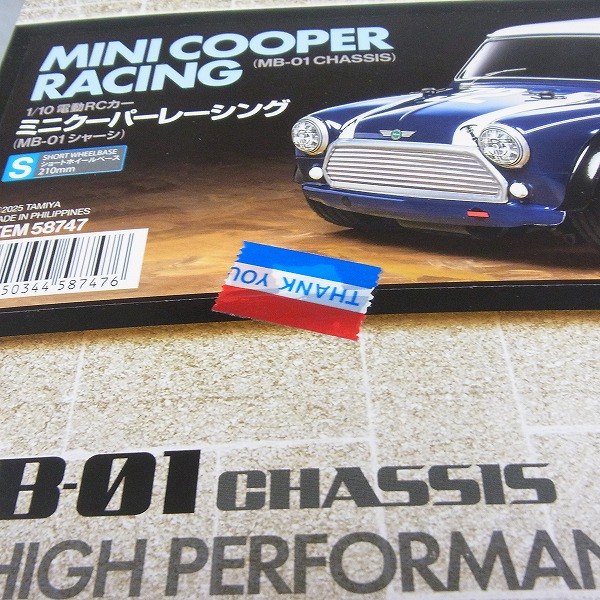 MINI COOPER
RACING (MB-01 CHASSIS)
1/10 電動RCカー
ミニクーパーレーシング
(MB-01 シャーシ)
S SHORT WHEELBASE
ショートホイールベース
210mm
©2025 TAMIYA
MADE IN PHILIPPINES
ITEM 58747
50344 587476
THANK YOU
B-01 CHASSIS
HIGH PERFORMAN